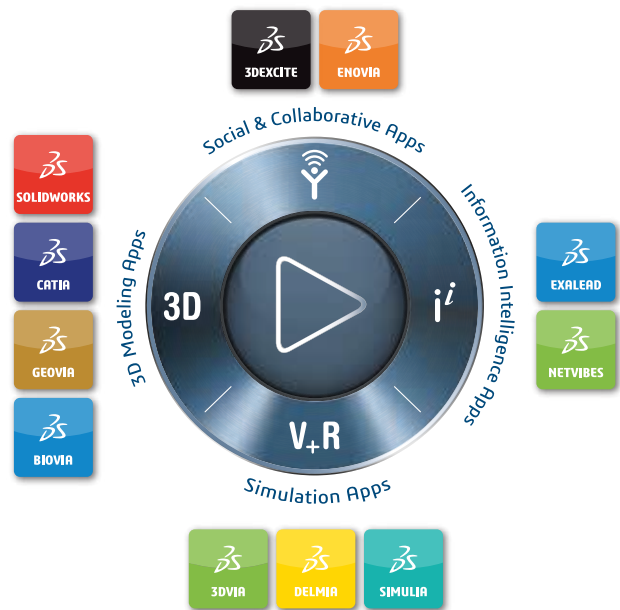 3DEXCITE
ENOVIA
Social & Collaborative Apps
SOLIDWORKS
CATIA
GEOVIA
BIOVIA
3D Modeling Apps
3D
iⁱ
V+R
Information Intelligence Apps
EXALEAD
NETVIBES
Simulation Apps
3DVIA
DELMIA
SIMULIA